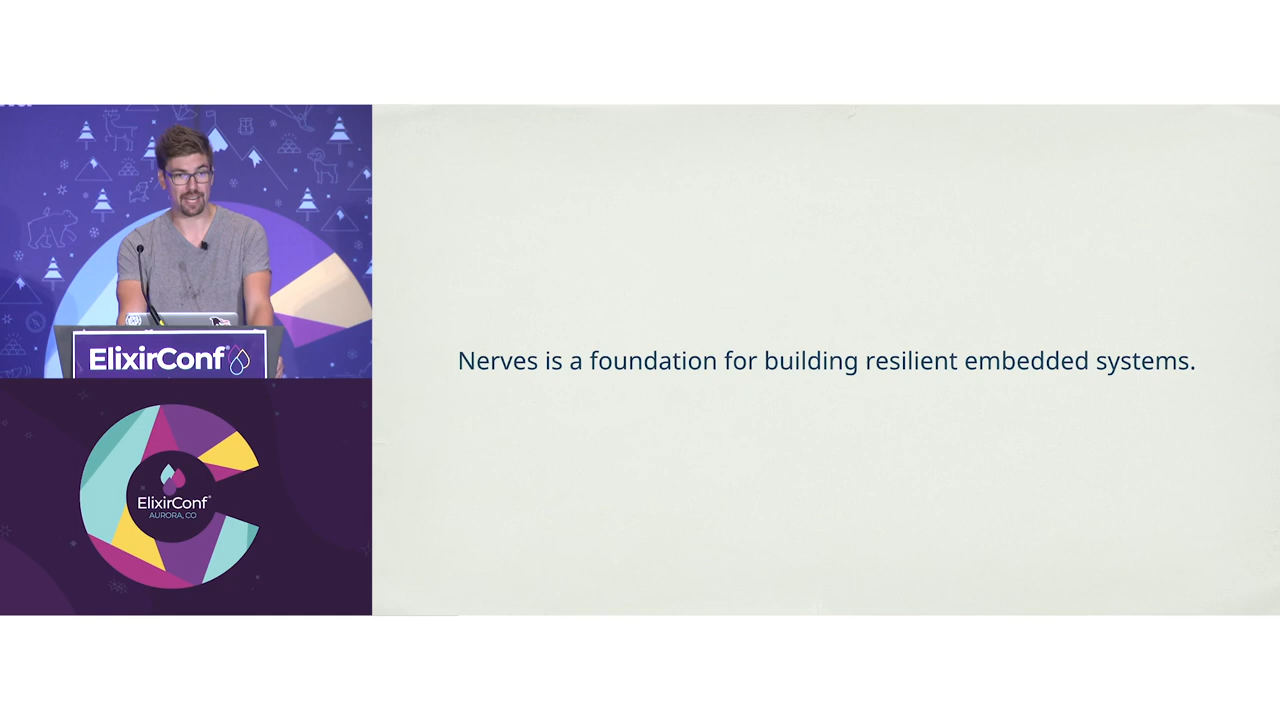 ElixirConf
ElixirConf
AURORA, CO
Nerves is a foundation for building resilient embedded systems.